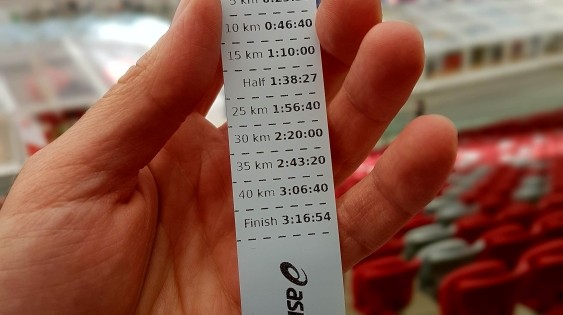 5 km
10 km 0:46:40
15 km 1:10:00
Half 1:38:27
25 km 1:56:40
30 km 2:20:00
35 km 2:43:20
40 km 3:06:40
Finish 3:16:54